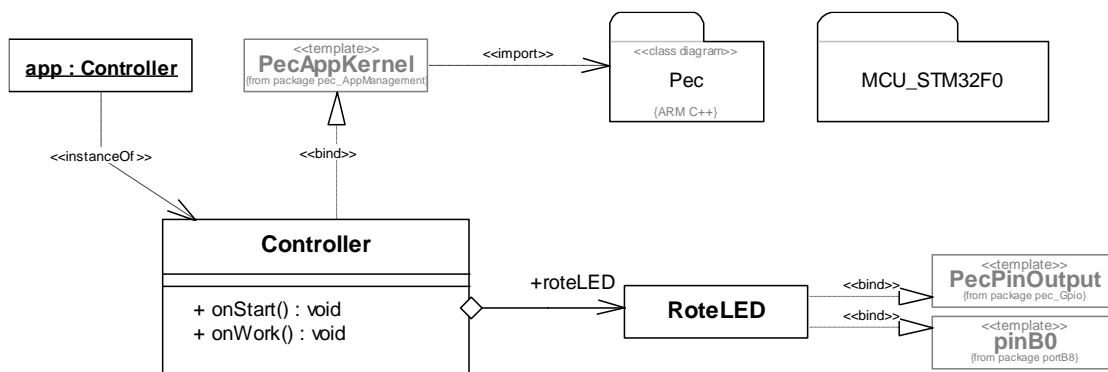 app : Controller
<<template>>
PecAppKernel
{from package pec_AppManagement}
<<import>>
<<class diagram>>
Pec
{ARM C++}
MCU_STM32F0
<<instanceOf>>
<<bind>>
Controller
+ onStart() : void
+ onWork() : void
+roteLED
RoteLED
<<bind>>
<<bind>>
<<template>>
PecPinOutput
{from package pec_Gpio}
<<template>>
pinB0
{from package portB8}